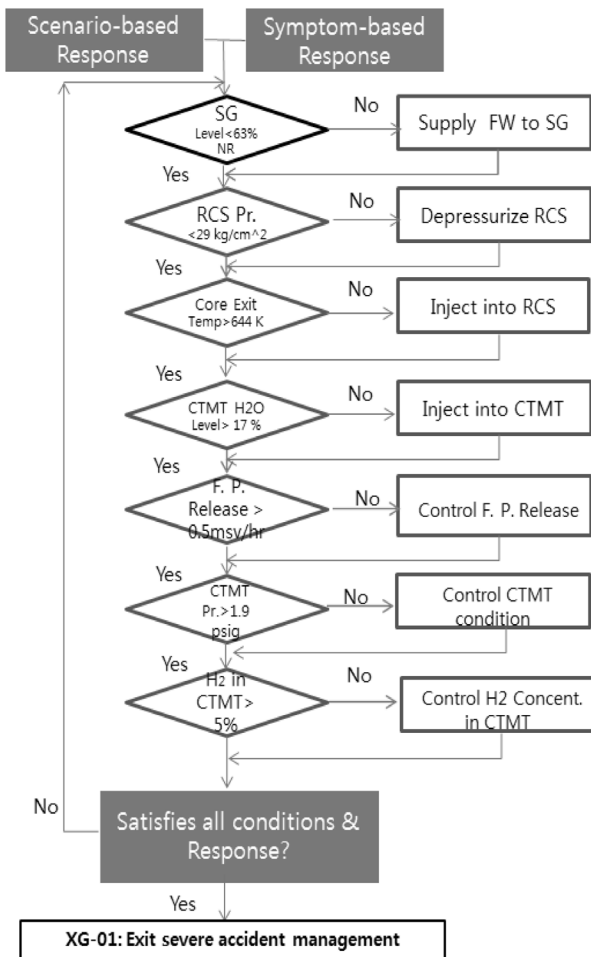 Scenario-based
Response
Symptom-based
Response
SG
Level<63%
NR
No
Supply FW to SG
Yes
RCS Pr.
<29 kg/cm^2
No
Depressurize RCS
Yes
Core Exit
Temp>644 K
No
Inject into RCS
Yes
CTMT H2O
Level> 17 %
No
Inject into CTMT
Yes
F. P.
Release >
0.5msv/hr
No
Control F. P. Release
Yes
CTMT
Pr.>1.9
psig
No
Control CTMT
condition
Yes
H2 in
CTMT>
5%
No
Control H2 Concent.
in CTMT
No
Satisfies all conditions &
Response?
Yes
XG-01: Exit severe accident management